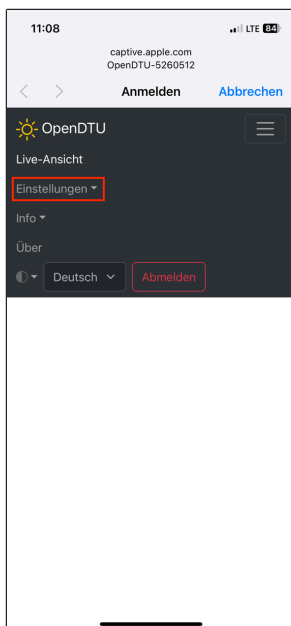 11:08
LTE 84
captive.apple.com
OpenDTU-5260512
Anmelden
Abbrechen
OpenDTU
Live-Ansicht
Einstellungen
Info
Über
Deutsch
Abmelden